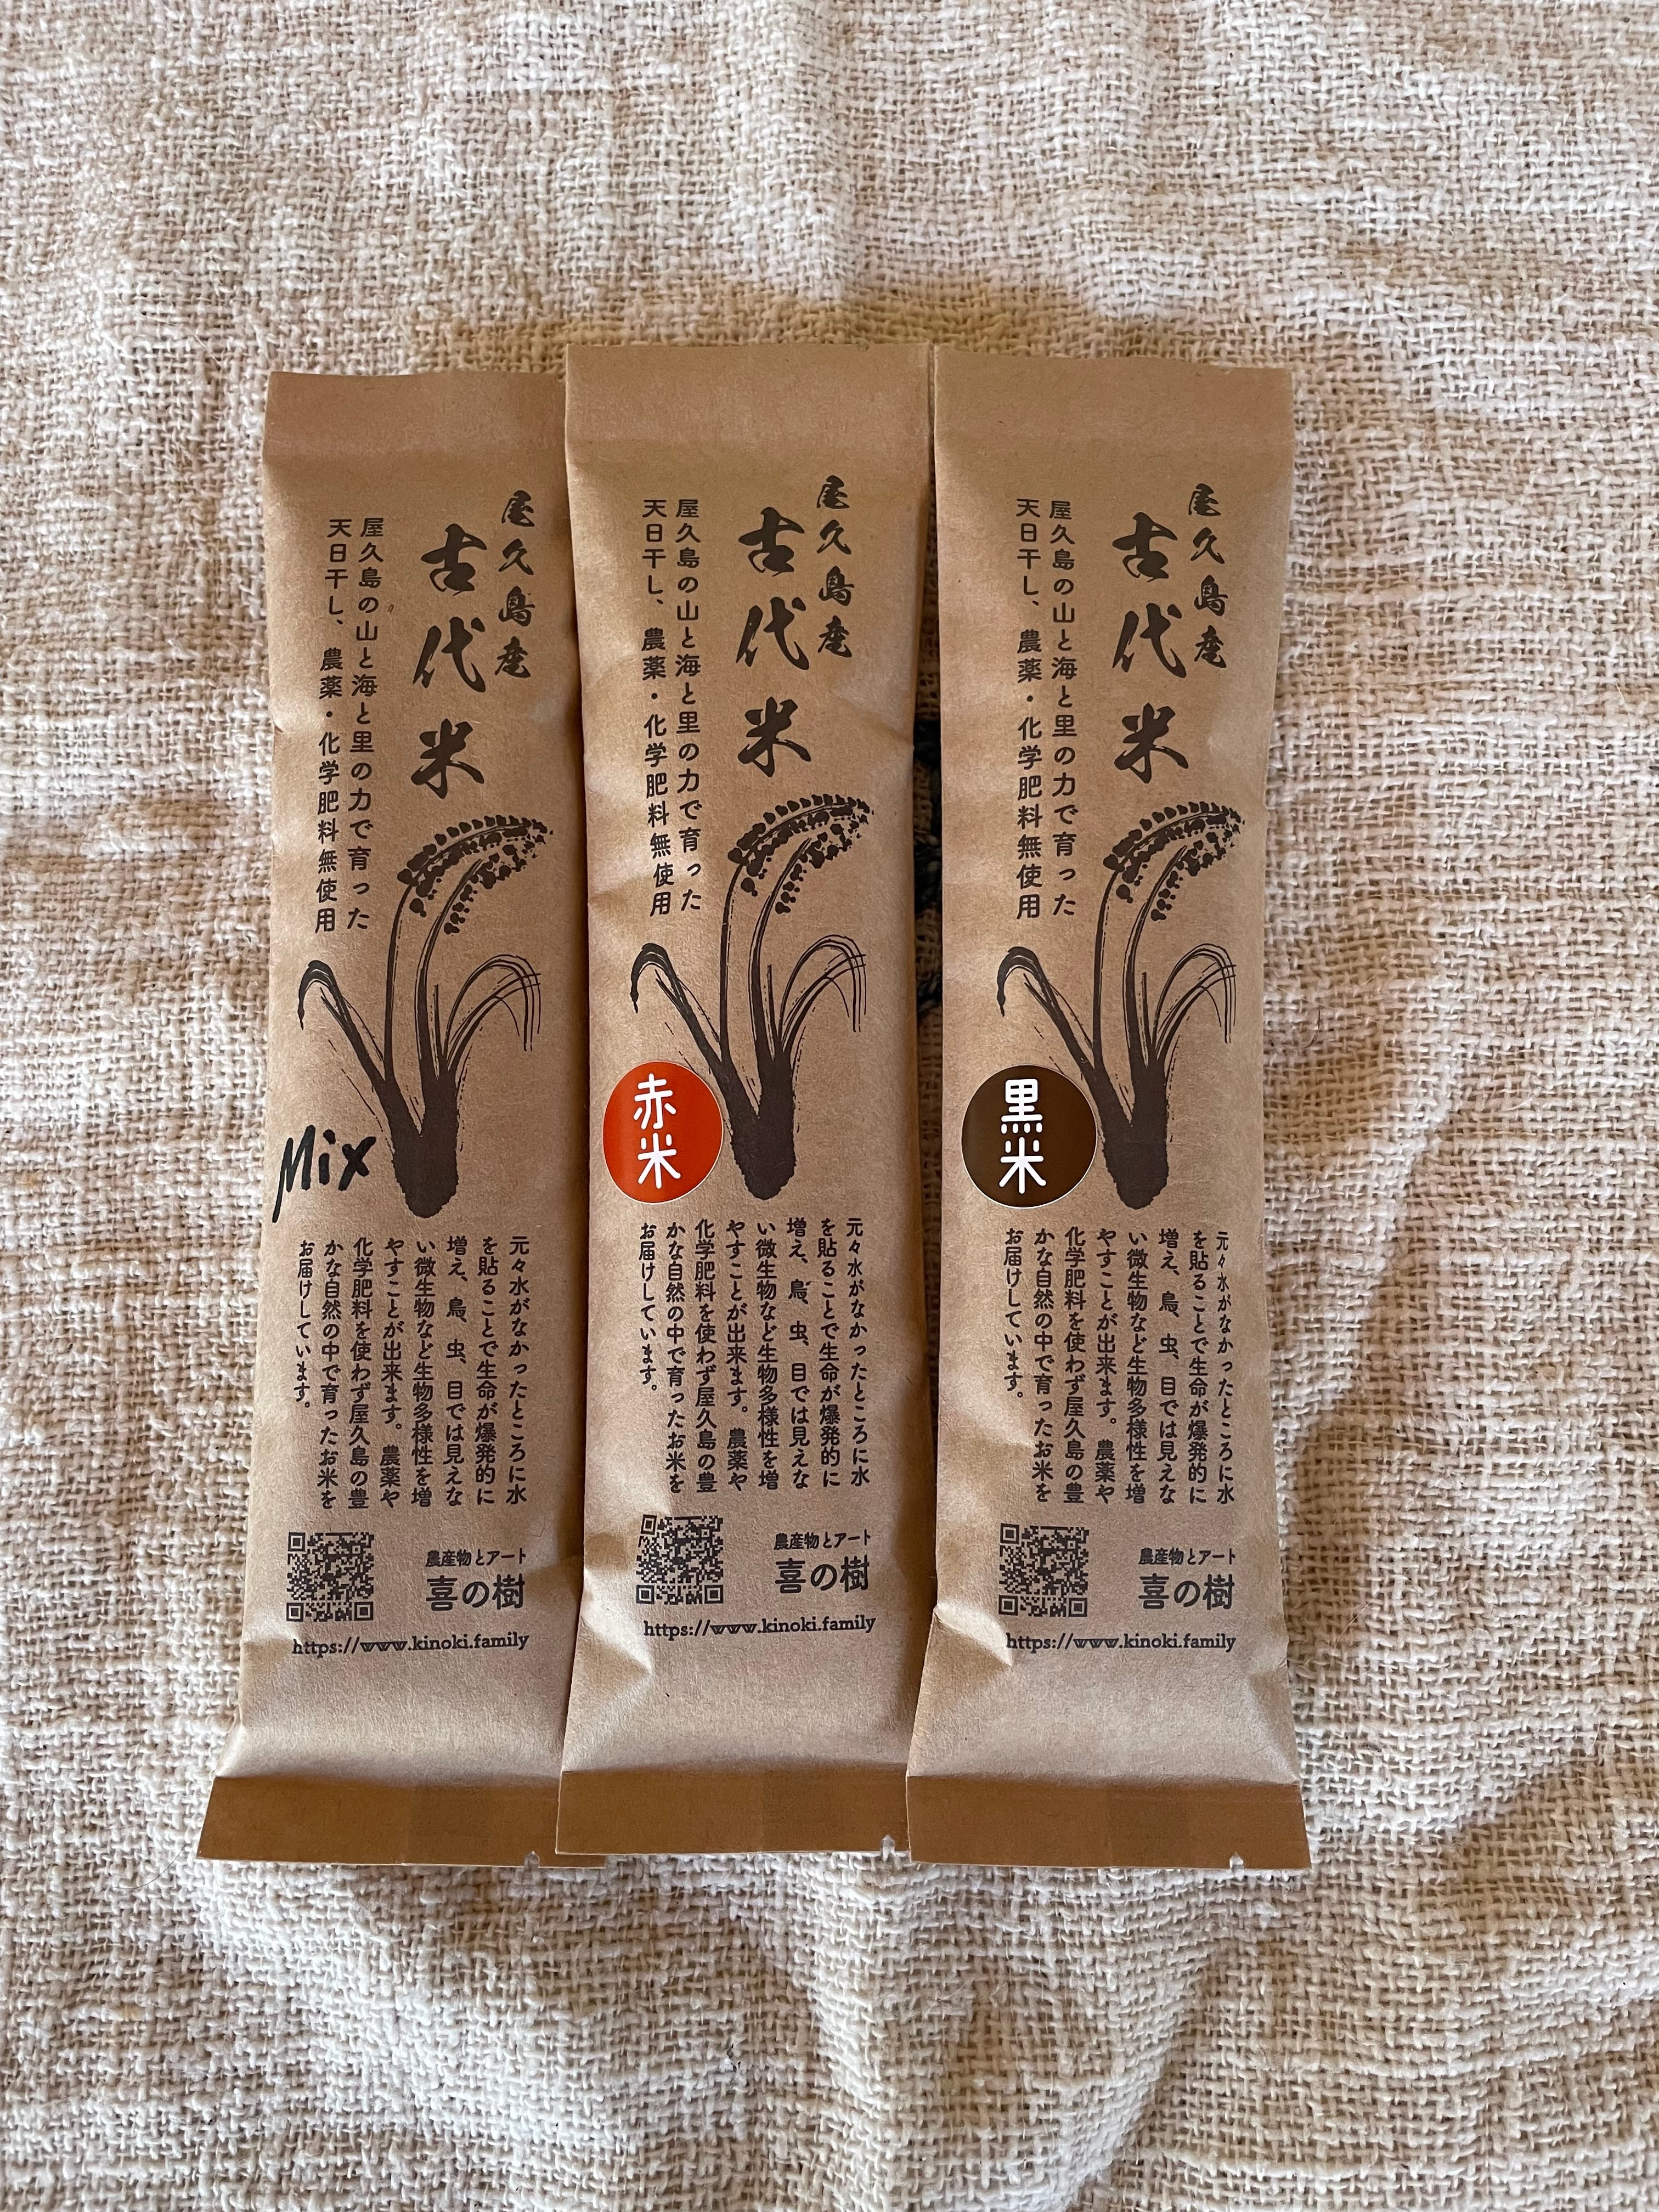 屋久島産
古代米
屋久島の山と海と里の力で育った
天日干し、農薬・化学肥料無使用
Mix
元々水がなかったところに水
を貼ることで生命が爆発的に
増え、鳥、虫、目では見えな
い微生物など生物多様性を増
やすことが出来ます。農薬や
化学肥料を使わず屋久島の豊
かな自然の中で育ったお米を
お届けしています。
農産物とアート
喜の樹
https://www.kinoki.family
屋久島産
古代米
屋久島の山と海と里の力で育った
天日干し、農薬・化学肥料無使用
赤米
元々水がなかったところに水
を貼ることで生命が爆発的に
増え、鳥、虫、目では見えな
い微生物など生物多様性を増
やすことが出来ます。農薬や
化学肥料を使わず屋久島の豊
かな自然の中で育ったお米を
お届けしています。
農産物とアート
喜の樹
https://www.kinoki.family
屋久島産
古代米
屋久島の山と海と里の力で育った
天日干し、農薬・化学肥料無使用
黒米
元々水がなかったところに水
を貼ることで生命が爆発的に
増え、鳥、虫、目では見えな
い微生物など生物多様性を増
やすことが出来ます。農薬や
化学肥料を使わず屋久島の豊
かな自然の中で育ったお米を
お届けしています。
農産物とアート
喜の樹
https://www.kinoki.family